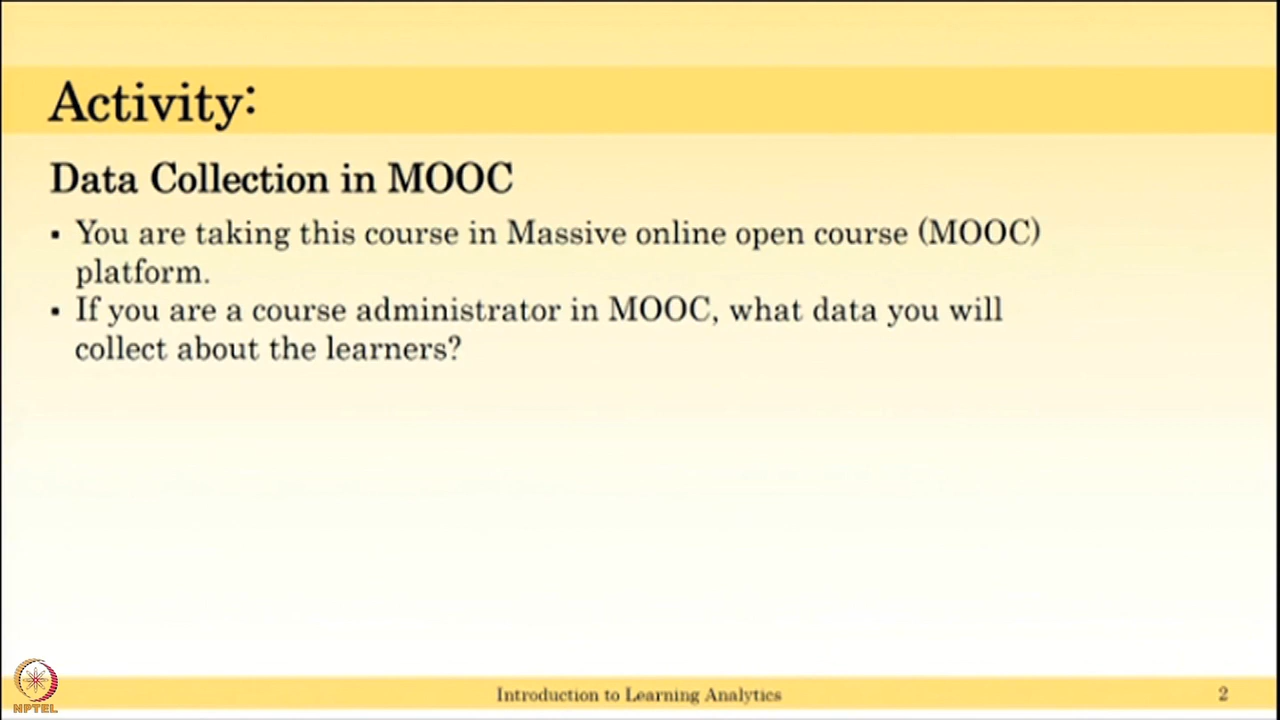 Activity:
Data Collection in MOOC
▪ You are taking this course in Massive online open course (MOOC)
platform.
▪ If you are a course administrator in MOOC, what data you will
collect about the learners?
NPTEL
Introduction to Learning Analytics
2